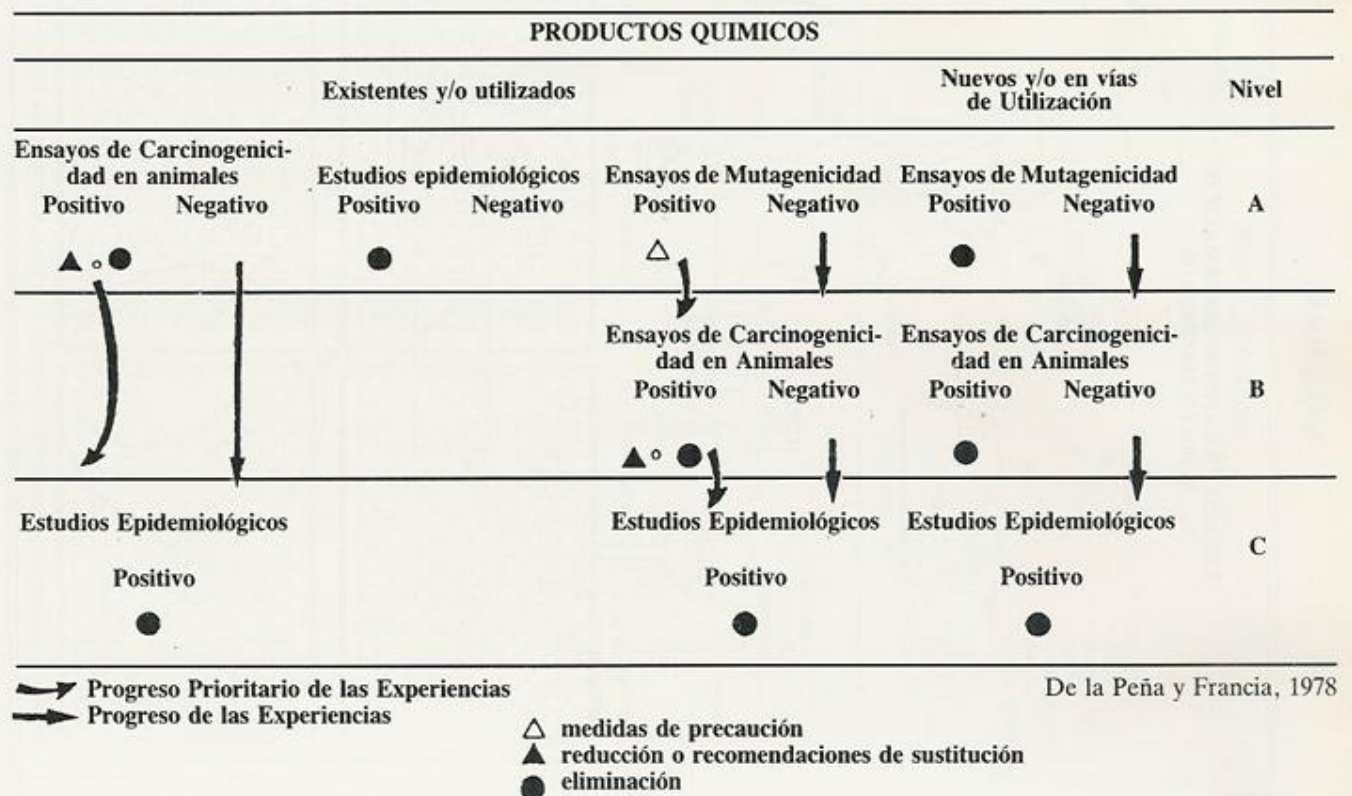 PRODUCTOS QUIMICOS
Existentes y/o utilizados
Nuevos y/o en vías
de Utilización
Nivel
Ensayos de Carcinogenici-
dad en animales
Positivo Negativo
Estudios epidemiológicos
Positivo Negativo
Ensayos de Mutagenicidad
Positivo Negativo
Ensayos de Mutagenicidad
Positivo Negativo
A
o
Ensayos de Carcinogenici-
dad en Animales
Positivo Negativo
Ensayos de Carcinogenici-
dad en Animales
Positivo Negativo
B
o
Estudios Epidemiológicos
Positivo
Estudios Epidemiológicos
Positivo
Estudios Epidemiológicos
Positivo
C
Progreso Prioritario de las Experiencias
Progreso de las Experiencias
De la Peña y Francia, 1978
medidas de precaución
reducción o recomendaciones de sustitución
eliminación